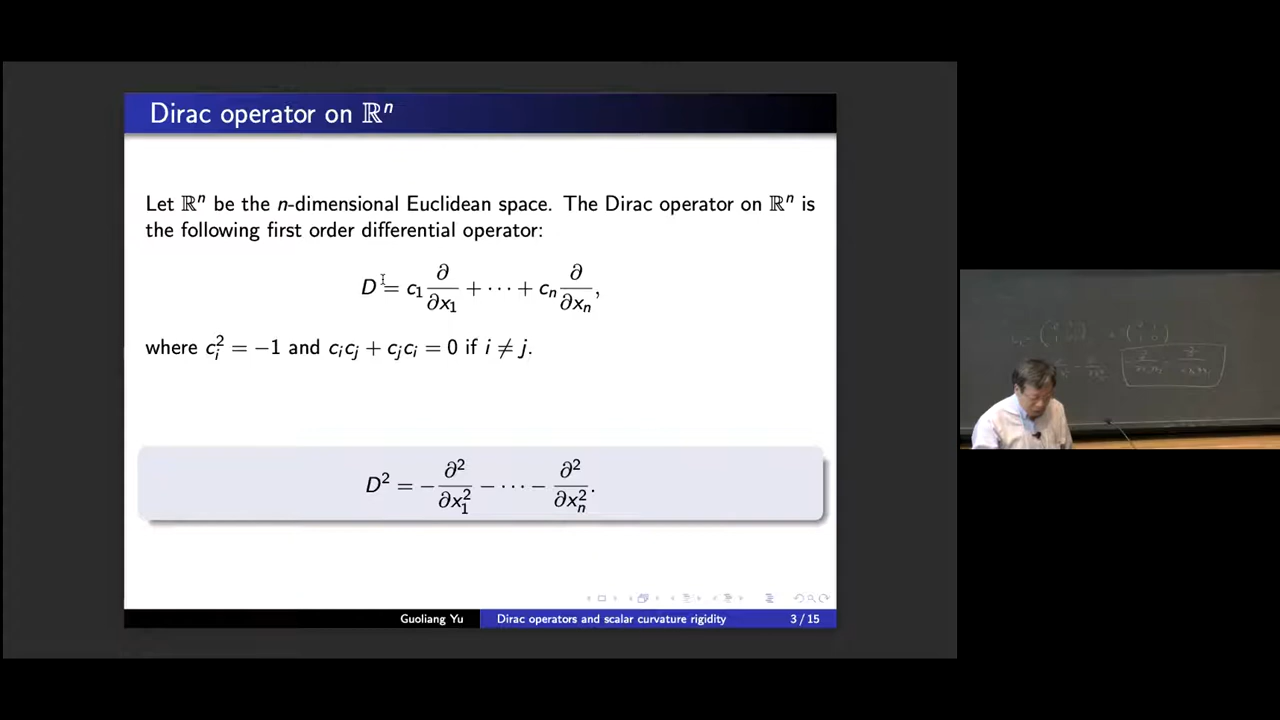 Dirac operator on ℝⁿ
Let ℝⁿ be the n-dimensional Euclidean space. The Dirac operator on ℝⁿ is
the following first order differential operator:
D = c₁ ∂/∂x₁ + ⋯ + cₙ ∂/∂xₙ,
where cᵢ² = −1 and cᵢcⱼ + cⱼcᵢ = 0 if i ≠ j.
D² = − ∂²/∂x₁² − ⋯ − ∂²/∂xₙ².
Guoliang Yu
Dirac operators and scalar curvature rigidity
3 / 15